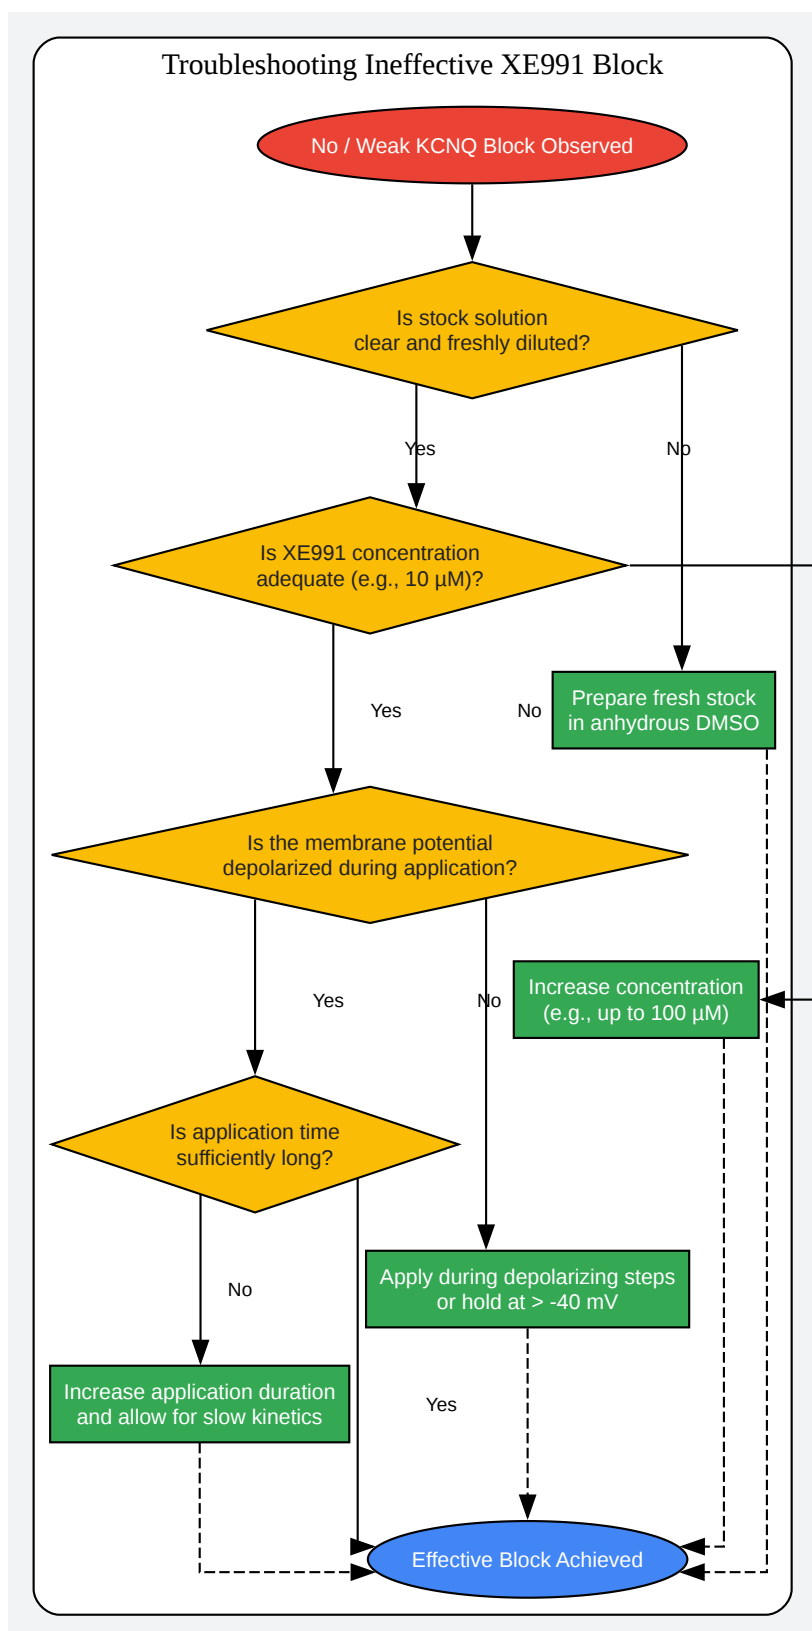 Troubleshooting Ineffective XE991 Block
No / Weak KCNQ Block Observed
Is stock solution
clear and freshly diluted?
Yes
No
Is XE991 concentration
adequate (e.g., 10 µM)?
Yes
No
Prepare fresh stock
in anhydrous DMSO
Is the membrane potential
depolarized during application?
Yes
No
Increase concentration
(e.g., up to 100 µM)
Is application time
sufficiently long?
No
Apply during depolarizing steps
or hold at > -40 mV
Increase application duration
and allow for slow kinetics
Yes
Effective Block Achieved